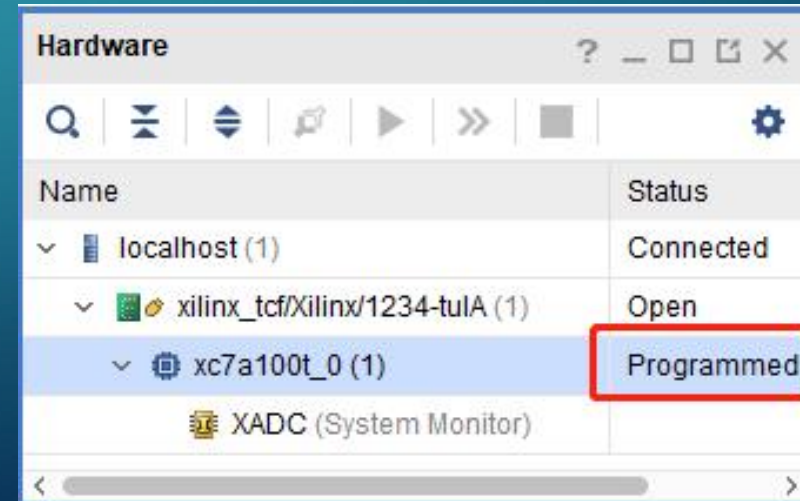 Hardware
Name Status
localhost (1) Connected
xilinx_tcf/Xilinx/1234-tulA (1) Open
xc7a100t_0 (1) Programmed
XADC (System Monitor)